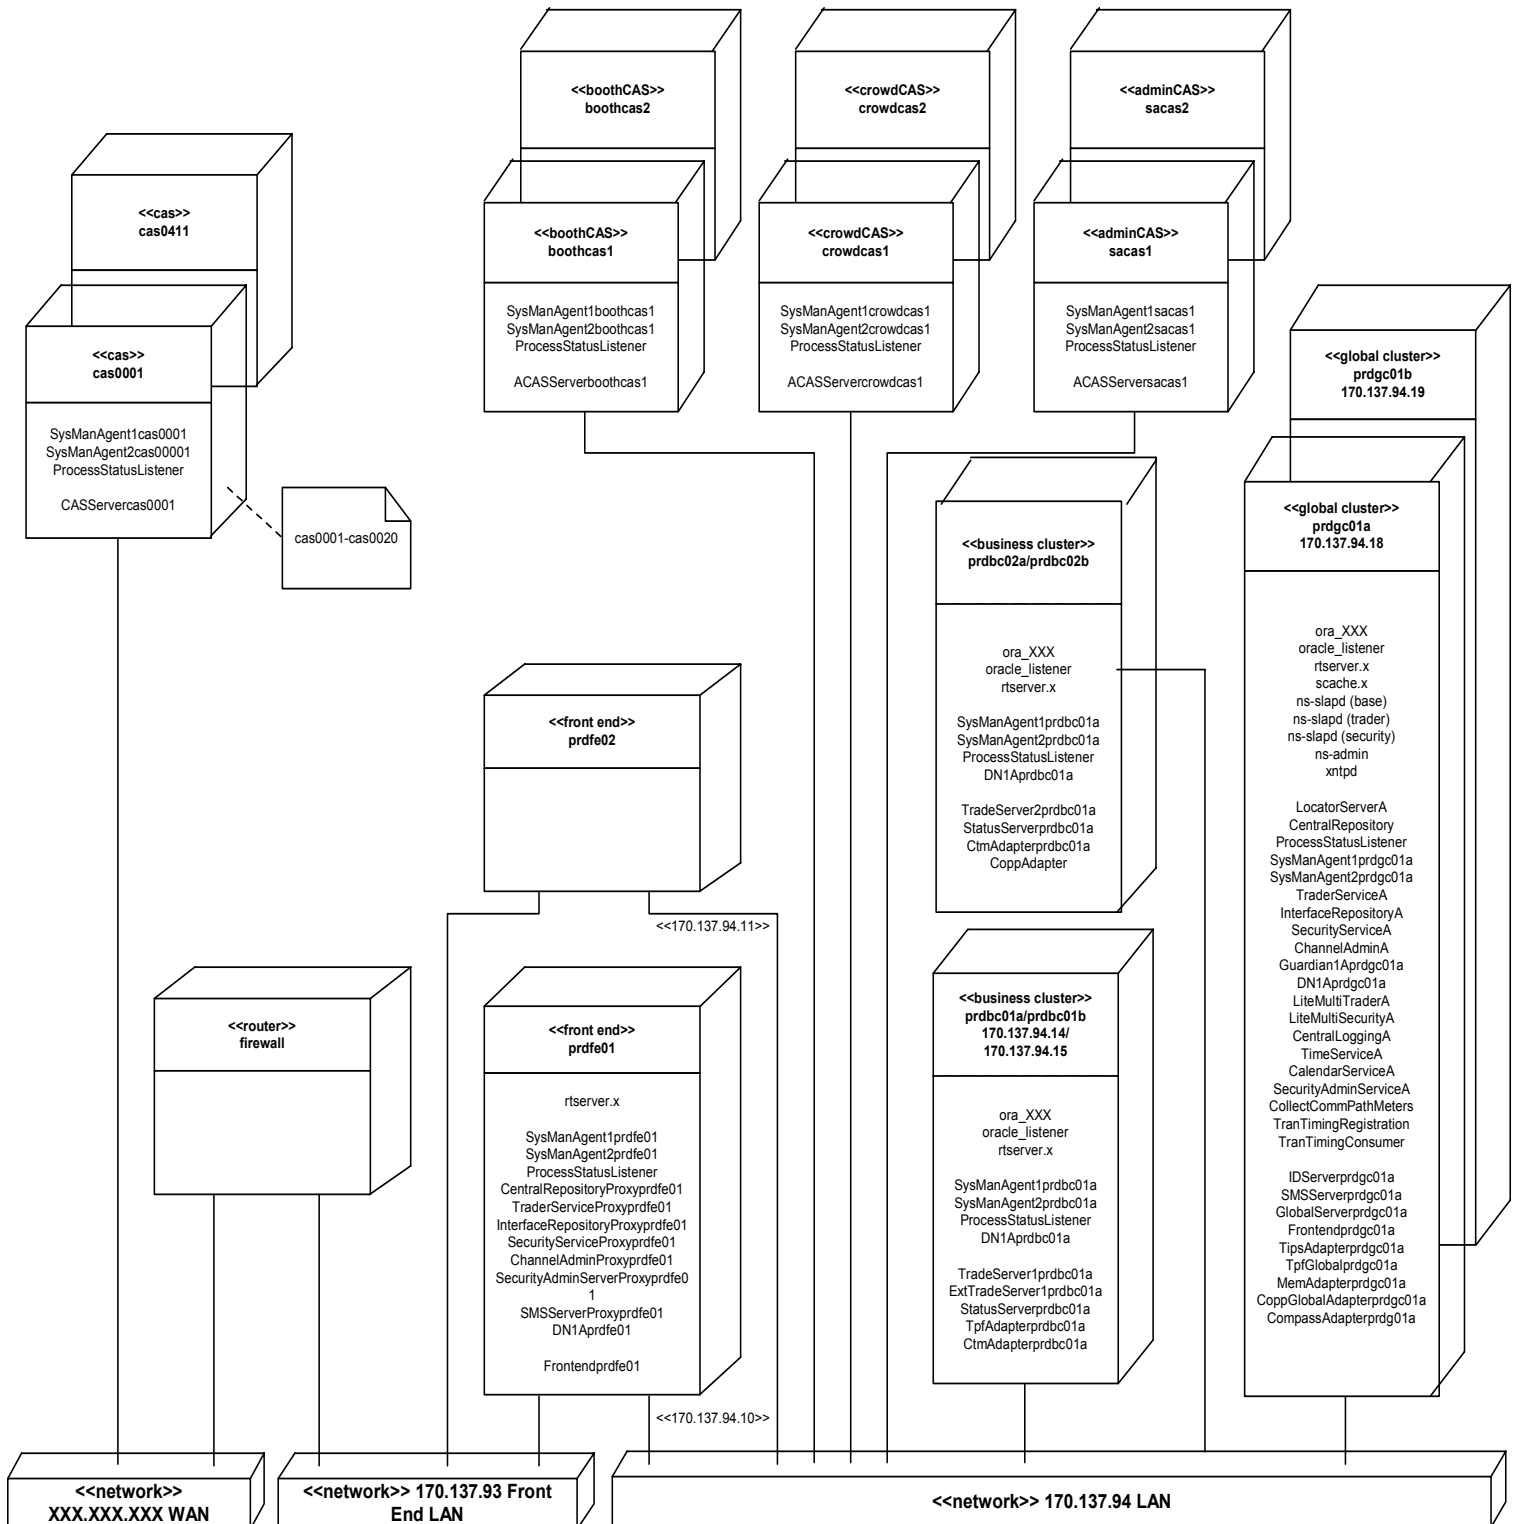 <<boothCAS>>
boothcas2
<<crowdCAS>>
crowdcas2
<<adminCAS>>
sacas2
<<cas>>
cas0411
<<boothCAS>>
boothcas1
SysManAgent1boothcas1
SysManAgent2boothcas1
ProcessStatusListener
ACASServerboothcas1
<<crowdCAS>>
crowdcas1
SysManAgent1crowdcas1
SysManAgent2crowdcas1
ProcessStatusListener
ACASServercrowdcas1
<<adminCAS>>
sacas1
SysManAgent1sacas1
SysManAgent2sacas1
ProcessStatusListener
ACASServersacas1
<<cas>>
cas0001
SysManAgent1cas0001
SysManAgent2cas00001
ProcessStatusListener
CASServercas0001
cas0001-cas0020
<<global cluster>>
prdgc01b
170.137.94.19
<<global cluster>>
prdgc01a
170.137.94.18
ora_XXX
oracle_listener
rtserver.x
scache.x
ns-slapd (base)
ns-slapd (trader)
ns-slapd (security)
ns-admin
xntpd
LocatorServerA
CentralRepository
ProcessStatusListener
SysManAgent1prdgc01a
SysManAgent2prdgc01a
TraderServiceA
InterfaceRepositoryA
SecurityServiceA
ChannelAdminA
Guardian1Aprdgc01a
DN1Aprdgc01a
LiteMultiTraderA
LiteMultiSecurityA
CentralLoggingA
TimeServiceA
CalendarServiceA
SecurityAdminServiceA
CollectCommPathMeters
TranTimingRegistration
TranTimingConsumer
IDServerprdgc01a
SMSServerprdgc01a
GlobalServerprdgc01a
Frontendprdgc01a
TipsAdapterprdgc01a
TpfGlobalprdgc01a
MemAdapterprdgc01a
CoppGlobalAdapterprdgc01a
CompassAdapterprdg01a
<<business cluster>>
prdbc02a/prdbc02b
ora_XXX
oracle_listener
rtserver.x
SysManAgent1prdbc01a
SysManAgent2prdbc01a
ProcessStatusListener
DN1Aprdbc01a
TradeServer2prdbc01a
StatusServerprdbc01a
CtmAdapterprdbc01a
CoppAdapter
<<front end>>
prdfe02
<<170.137.94.11>>
<<router>>
firewall
<<front end>>
prdfe01
rtserver.x
SysManAgent1prdfe01
SysManAgent2prdfe01
ProcessStatusListener
CentralRepositoryProxyprdfe01
TraderServiceProxyprdfe01
InterfaceRepositoryProxyprdfe01
SecurityServiceProxyprdfe01
ChannelAdminProxyprdfe01
SecurityAdminServerProxyprdfe0
1
SMSServerProxyprdfe01
DN1Aprdfe01
Frontendprdfe01
<<170.137.94.10>>
<<business cluster>>
prdbc01a/prdbc01b
170.137.94.14/
170.137.94.15
ora_XXX
oracle_listener
rtserver.x
SysManAgent1prdbc01a
SysManAgent2prdbc01a
ProcessStatusListener
DN1Aprdbc01a
TradeServer1prdbc01a
ExtTradeServer1prdbc01a
StatusServerprdbc01a
TpfAdapterprdbc01a
CtmAdapterprdbc01a
<<network>>
XXX.XXX.XXX WAN
<<network>> 170.137.93 Front
End LAN
<<network>> 170.137.94 LAN